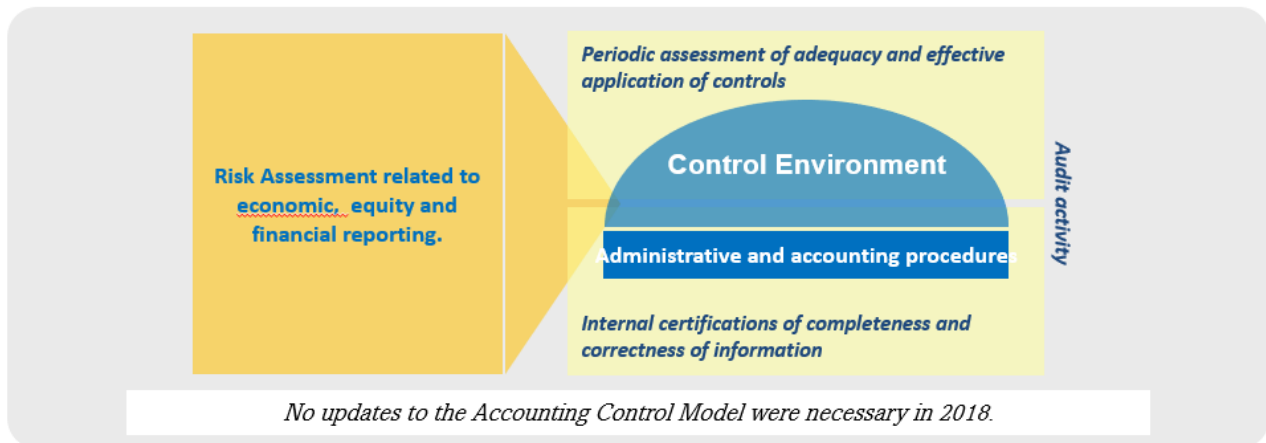 Risk Assessment related to
economic,  equity and
financial reporting.
Periodic assessment of adequacy and effective
application of controls
Control Environment
Administrative and accounting procedures
Internal certifications of completeness and
correctness of information
Audit activity
No updates to the Accounting Control Model were necessary in 2018.